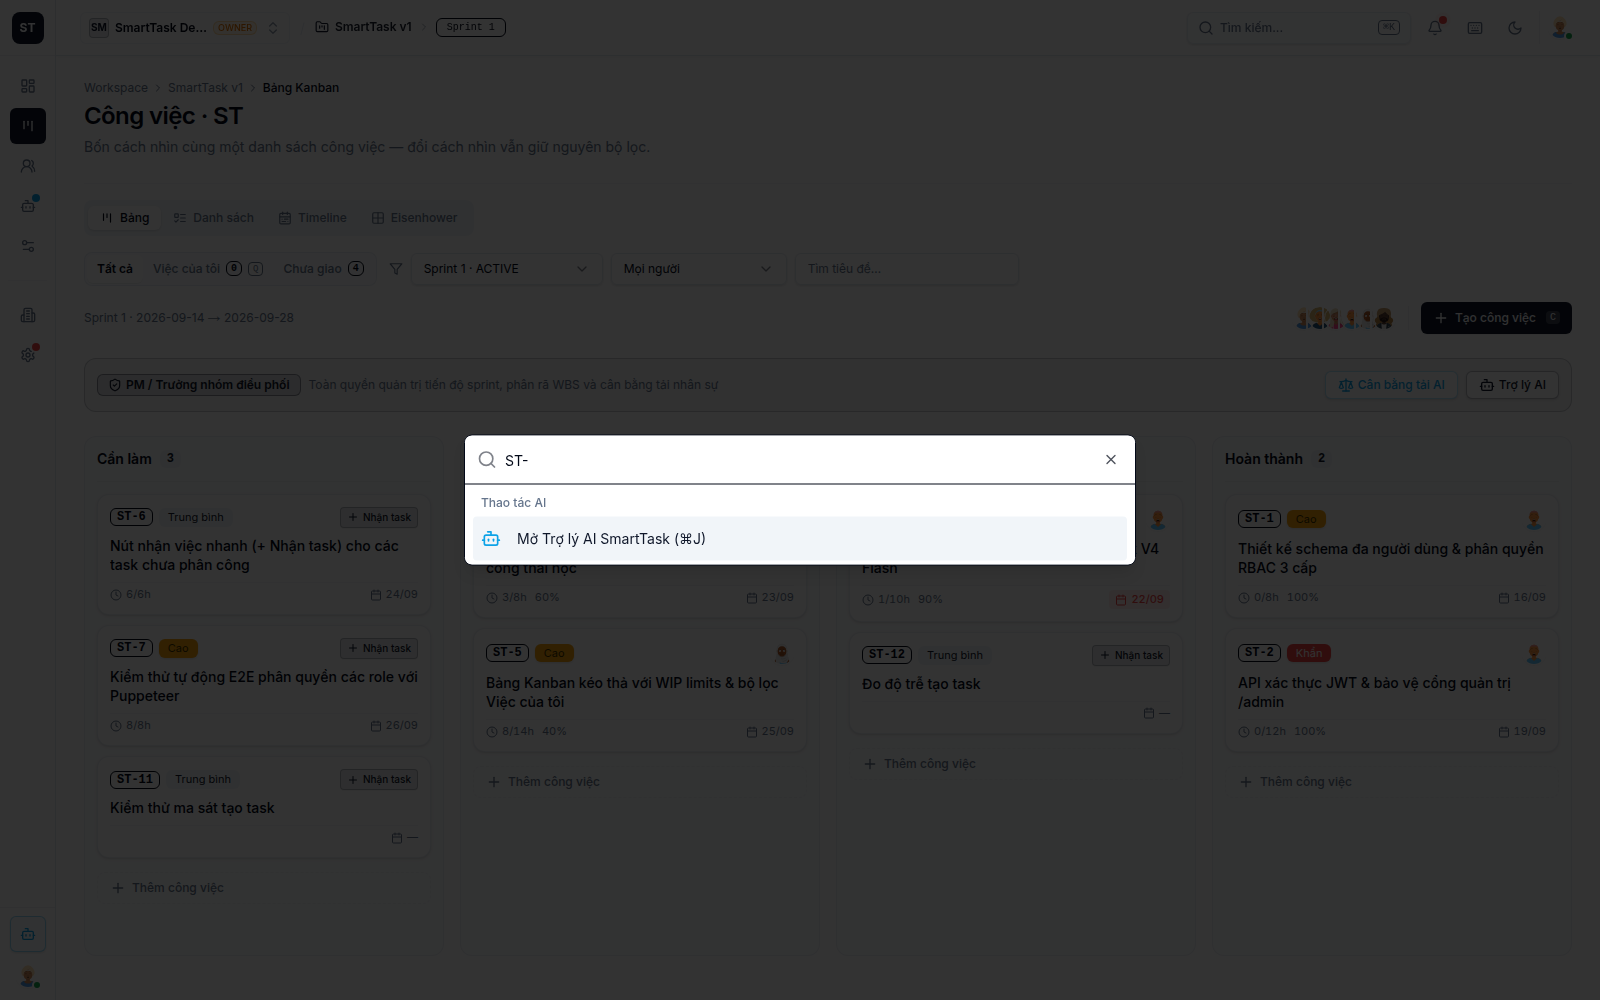 ST
SM SmartTask De... OWNER
SmartTask v1
Sprint 1
Tìm kiếm...
⌘K
Workspace > SmartTask v1 > Bảng Kanban
Công việc · ST
Bốn cách nhìn cùng một danh sách công việc — đổi cách nhìn vẫn giữ nguyên bộ lọc.
Bảng
Danh sách
Timeline
Eisenhower
Tất cả
Việc của tôi 0 Q
Chưa giao 4
Sprint 1 · ACTIVE
Mọi người
Tìm tiêu đề...
Sprint 1 · 2026-09-14 → 2026-09-28
+ Tạo công việc C
PM / Trưởng nhóm điều phối
Toàn quyền quản trị tiến độ sprint, phân rã WBS và cân bằng tải nhân sự
Cân bằng tải AI
Trợ lý AI
ST-
Thao tác AI
Mở Trợ lý AI SmartTask (⌘J)
Cần làm 3
ST-6 Trung bình + Nhận task
Nút nhận việc nhanh (+ Nhận task) cho các
task chưa phân công
6/6h 24/09
ST-7 Cao + Nhận task
Kiểm thử tự động E2E phân quyền các role với
Puppeteer
8/8h 26/09
ST-11 Trung bình + Nhận task
Kiểm thử ma sát tạo task
—
+ Thêm công việc
công thái học
3/8h 60% 23/09
ST-5 Cao
Bảng Kanban kéo thả với WIP limits & bộ lọc
Việc của tôi
8/14h 40% 25/09
+ Thêm công việc
V4
Flash
1/10h 90% 22/09
ST-12 Trung bình + Nhận task
Đo độ trễ tạo task
—
+ Thêm công việc
Hoàn thành 2
ST-1 Cao
Thiết kế schema đa người dùng & phân quyền
RBAC 3 cấp
0/8h 100% 16/09
ST-2 Khẩn
API xác thực JWT & bảo vệ cổng quản trị
/admin
0/12h 100% 19/09
+ Thêm công việc